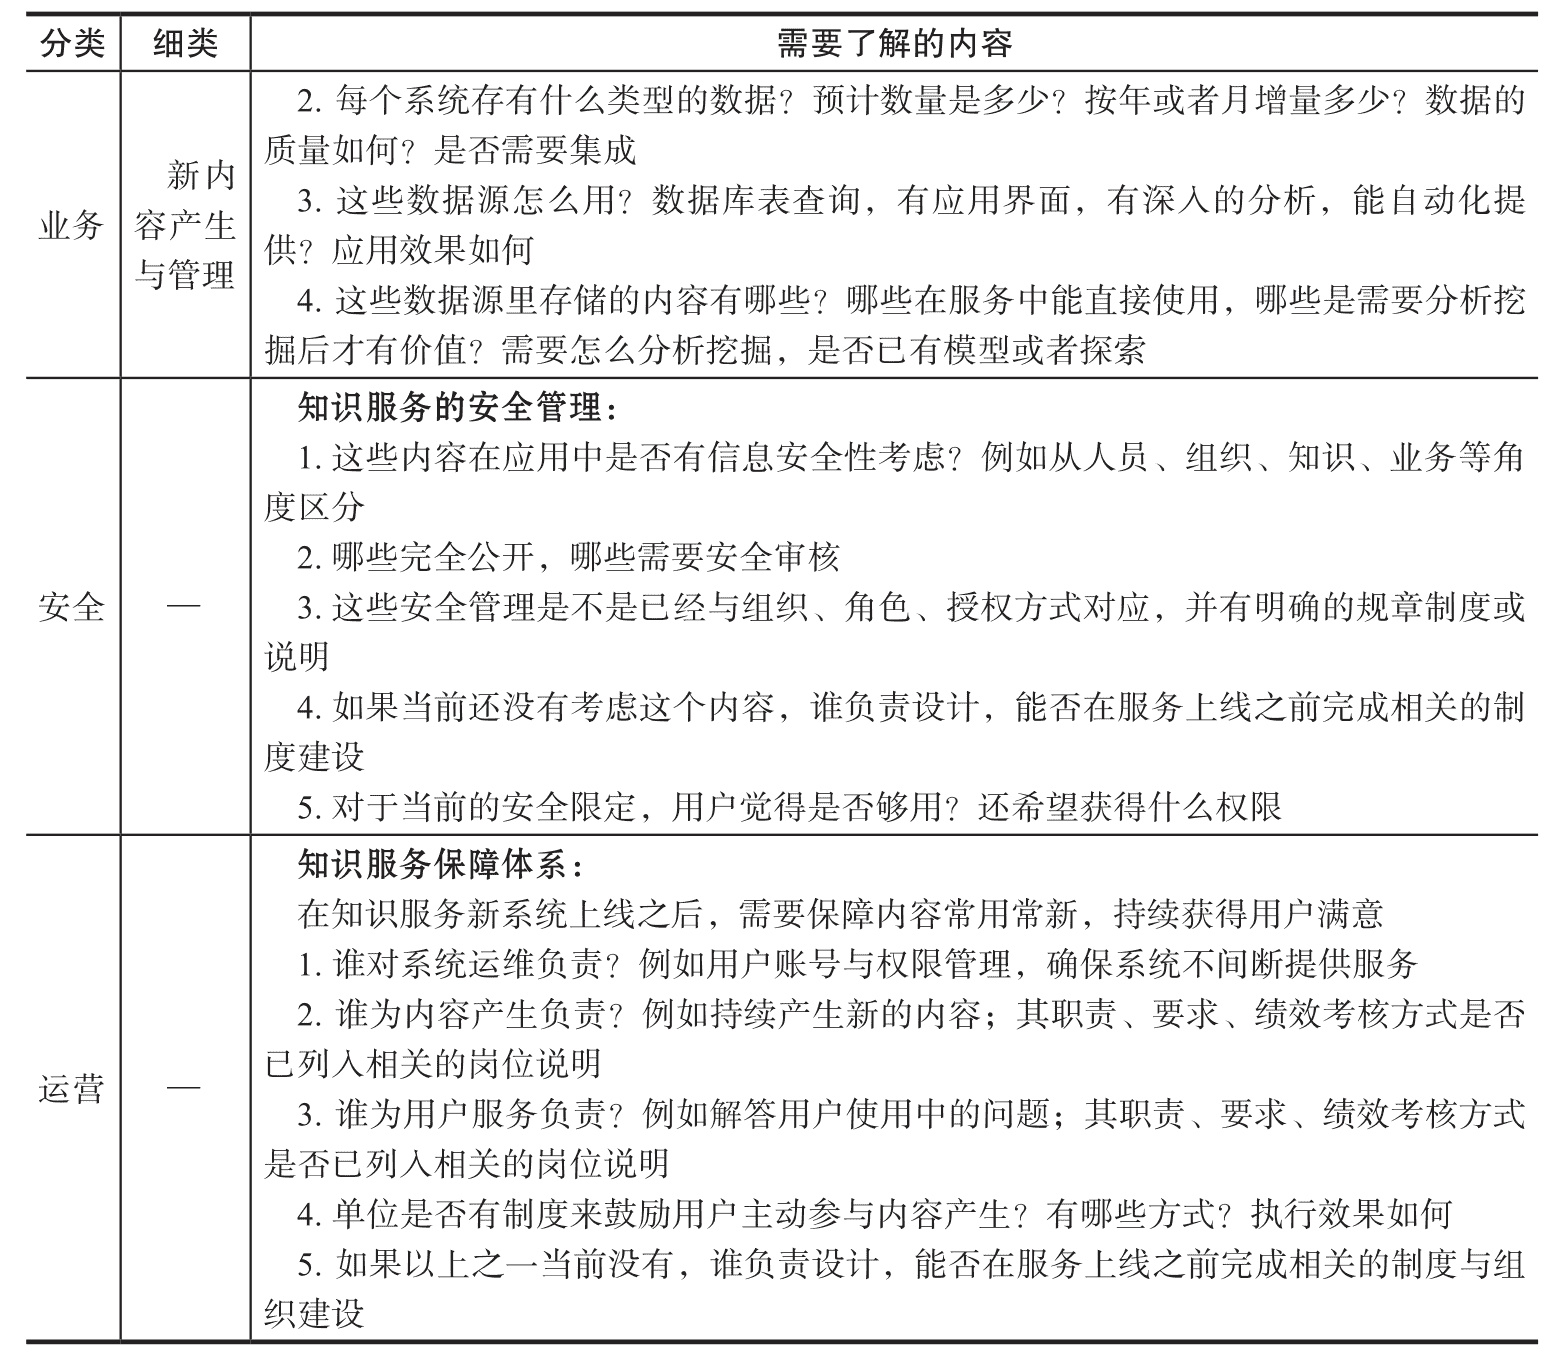 分类 细类 需要了解的内容
2. 每个系统存有什么类型的数据？预计数量是多少？按年或者月增量多少？数据的
质量如何？是否需要集成
3. 这些数据源怎么用？数据库表查询，有应用界面，有深入的分析，能自动化提
供？应用效果如何
4. 这些数据源里存储的内容有哪些？哪些在服务中能直接使用，哪些是需要分析挖
掘后才有价值？需要怎么分析挖掘，是否已有模型或者探索
业务
新内
容产生
与管理
知识服务的安全管理：
1. 这些内容在应用中是否有信息安全性考虑？例如从人员、组织、知识、业务等角
度区分
2. 哪些完全公开，哪些需要安全审核
3. 这些安全管理是不是已经与组织、角色、授权方式对应，并有明确的规章制度或
说明
4. 如果当前还没有考虑这个内容，谁负责设计，能否在服务上线之前完成相关的制
度建设
5. 对于当前的安全限定，用户觉得是否够用？还希望获得什么权限
安全 —
知识服务保障体系：
在知识服务新系统上线之后，需要保障内容常用常新，持续获得用户满意
1. 谁对系统运维负责？例如用户账号与权限管理，确保系统不间断提供服务
2. 谁为内容产生负责？例如持续产生新的内容；其职责、要求、绩效考核方式是否
已列入相关的岗位说明
3. 谁为用户服务负责？例如解答用户使用中的问题；其职责、要求、绩效考核方式
是否已列入相关的岗位说明
4. 单位是否有制度来鼓励用户主动参与内容产生？有哪些方式？执行效果如何
5. 如果以上之一当前没有，谁负责设计，能否在服务上线之前完成相关的制度与组
织建设
运营 —